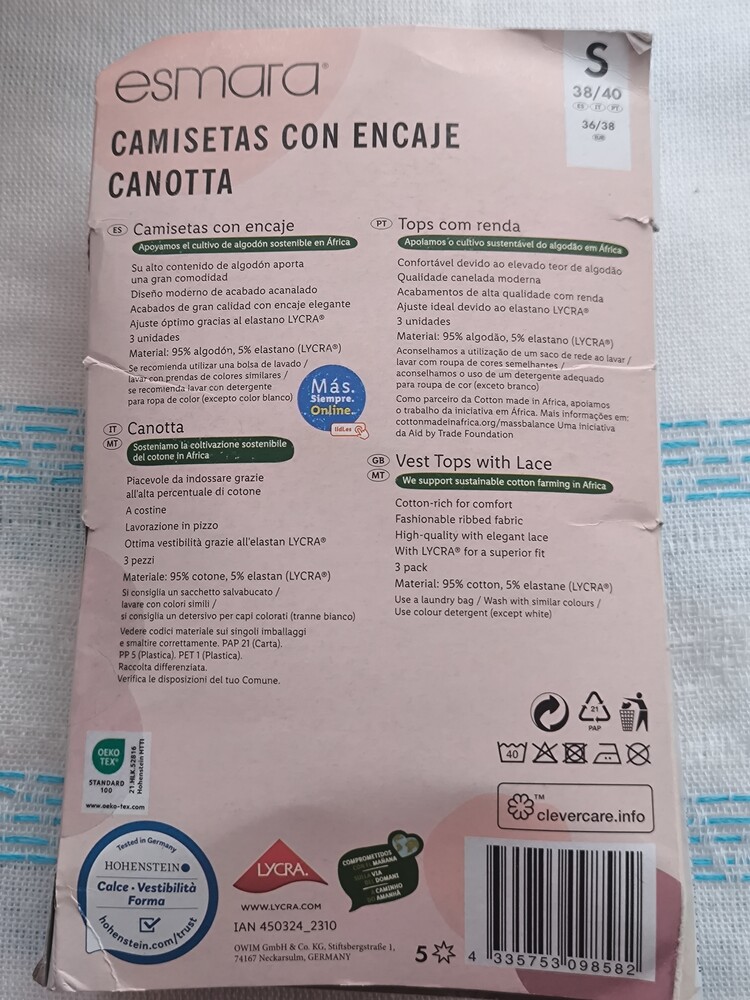 esmara®
S
38/40
ES IT PT
36/38
CAMISETAS CON ENCAJE
CANOTTA
ES Camisetas con encaje
Apoyamos el cultivo de algodón sostenible en África
Su alto contenido de algodón aporta
una gran comodidad
Diseño moderno de acabado acanalado
Acabados de gran calidad con encaje elegante
Ajuste óptimo gracias al elastano LYCRA®
3 unidades
Material: 95% algodón, 5% elastano (LYCRA®)
Se recomienda utilizar una bolsa de lavado /
lavar con prendas de colores similares /
se recomienda lavar con detergente
para ropa de color (excepto color blanco)
Más.
Siempre.
Online.
lidl.es
IT MT Canotta
Sosteniamo la coltivazione sostenibile
del cotone in Africa
Piacevole da indossare grazie
all'alta percentuale di cotone
A costine
Lavorazione in pizzo
Ottima vestibilità grazie all'elastan LYCRA®
3 pezzi
Materiale: 95% cotone, 5% elastan (LYCRA®)
Si consiglia un sacchetto salvabucato /
lavare con colori simili /
si consiglia un detersivo per capi colorati (tranne bianco)
Vedere codici materiale sui singoli imballaggi
e smaltire correttamente. PAP 21 (Carta).
PP 5 (Plastica). PET 1 (Plastica).
Raccolta differenziata.
Verifica le disposizioni del tuo Comune.
PT Tops com renda
Apoiamos o cultivo sustentável do algodão em África
Confortável devido ao elevado teor de algodão
Qualidade canelada moderna
Acabamentos de alta qualidade com renda
Ajuste ideal devido ao elastano LYCRA®
3 unidades
Material: 95% algodão, 5% elastano (LYCRA®)
Aconselhamos a utilização de um saco de rede ao lavar /
lavar com roupa de cores semelhantes /
aconselhamos o uso de um detergente adequado
para roupa de cor (exceto branco)
Como parceiro da Cotton made in Africa, apoiamos
o trabalho da iniciativa em África. Mais informações em:
cottonmadeinafrica.org/massbalance Uma iniciativa
da Aid by Trade Foundation
GB MT Vest Tops with Lace
We support sustainable cotton farming in Africa
Cotton-rich for comfort
Fashionable ribbed fabric
High-quality with elegant lace
With LYCRA® for a superior fit
3 pack
Material: 95% cotton, 5% elastane (LYCRA®)
Use a laundry bag / Wash with similar colours /
Use colour detergent (except white)
21
PAP
40
™
clevercare.info
OEKO
TEX®
STANDARD
100
21.HLK.52816
Hohenstein HTTI
www.oeko-tex.com
Tested in Germany
HOHENSTEIN
Calce · Vestibilità
Forma
hohenstein.com/trust
LYCRA®
WWW.LYCRA.COM
IAN 450324_2310
OWIM GmbH & Co. KG, Stiftsbergstraße 1,
74167 Neckarsulm, GERMANY
COMPROMETIDOS
MAÑANA
VIA
DOMANI
CAMINHO
AMANHÃ
5
4 335753 098582